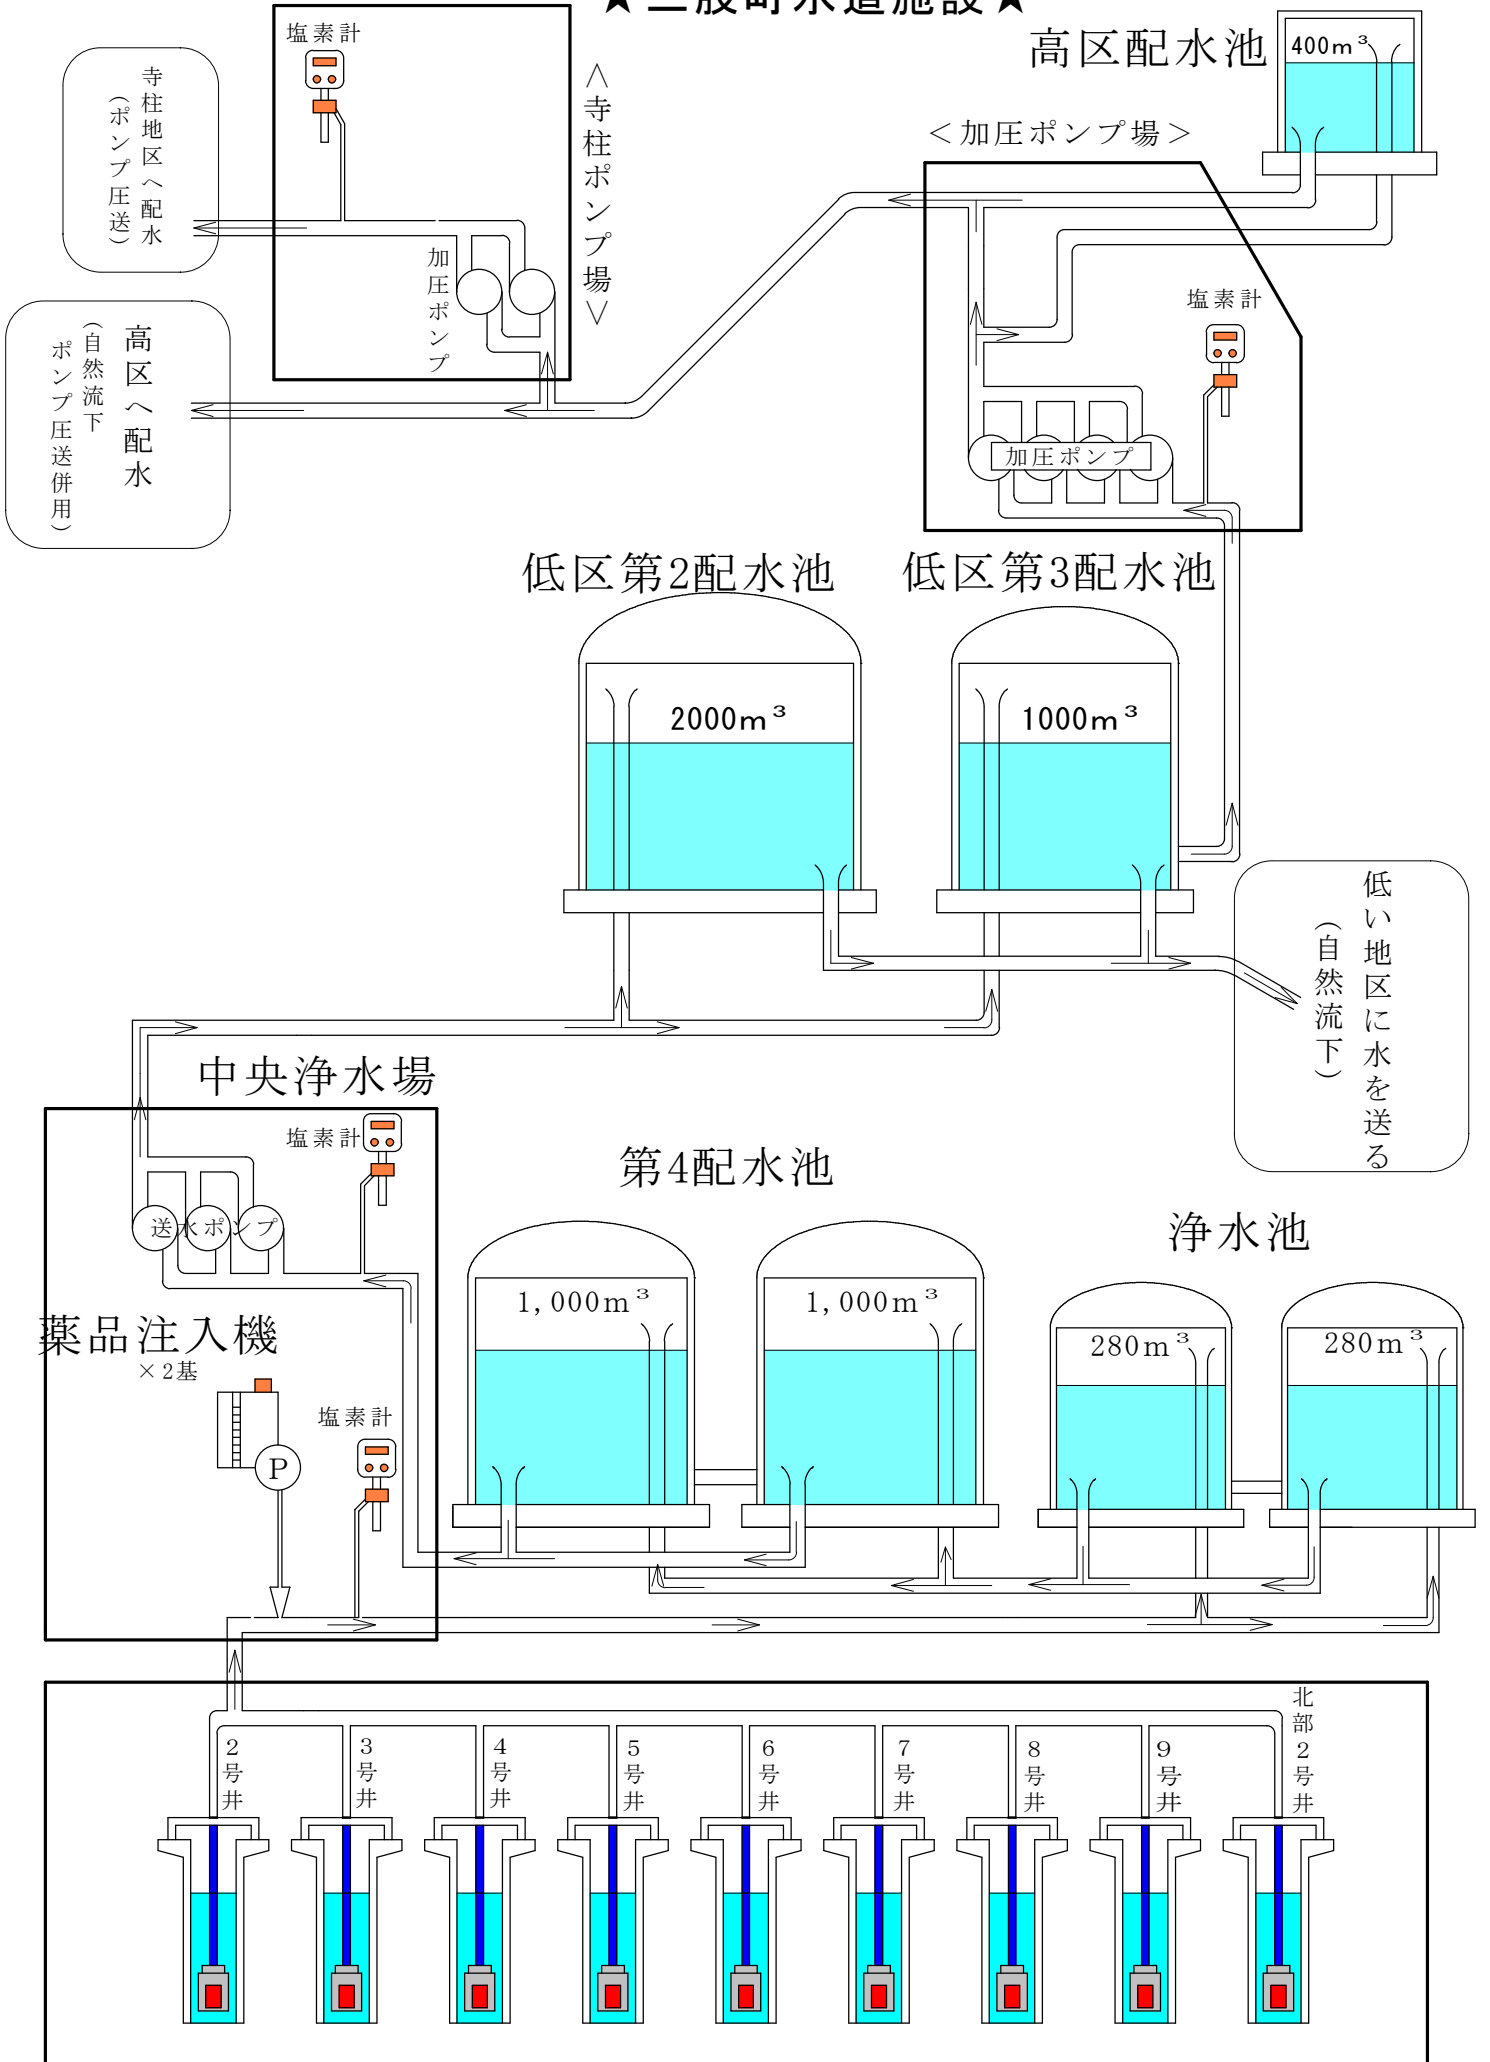 ★三股町水道施設★
塩素計
寺柱地区へ配水
(ポンプ圧送)
<寺柱ポンプ場>
加圧ポンプ
高区配水池
400m³
<加圧ポンプ場>
塩素計
加圧ポンプ
高区へ配水
(自然流下
ポンプ圧送併用)
低区第2配水池
低区第3配水池
2000m³
1000m³
低い地区に水を送る
(自然流下)
中央浄水場
塩素計
送水ポンプ
第4配水池
浄水池
1,000m³
1,000m³
280m³
280m³
薬品注入機
×2基
塩素計
P
2号井
3号井
4号井
5号井
6号井
7号井
8号井
9号井
北部2号井